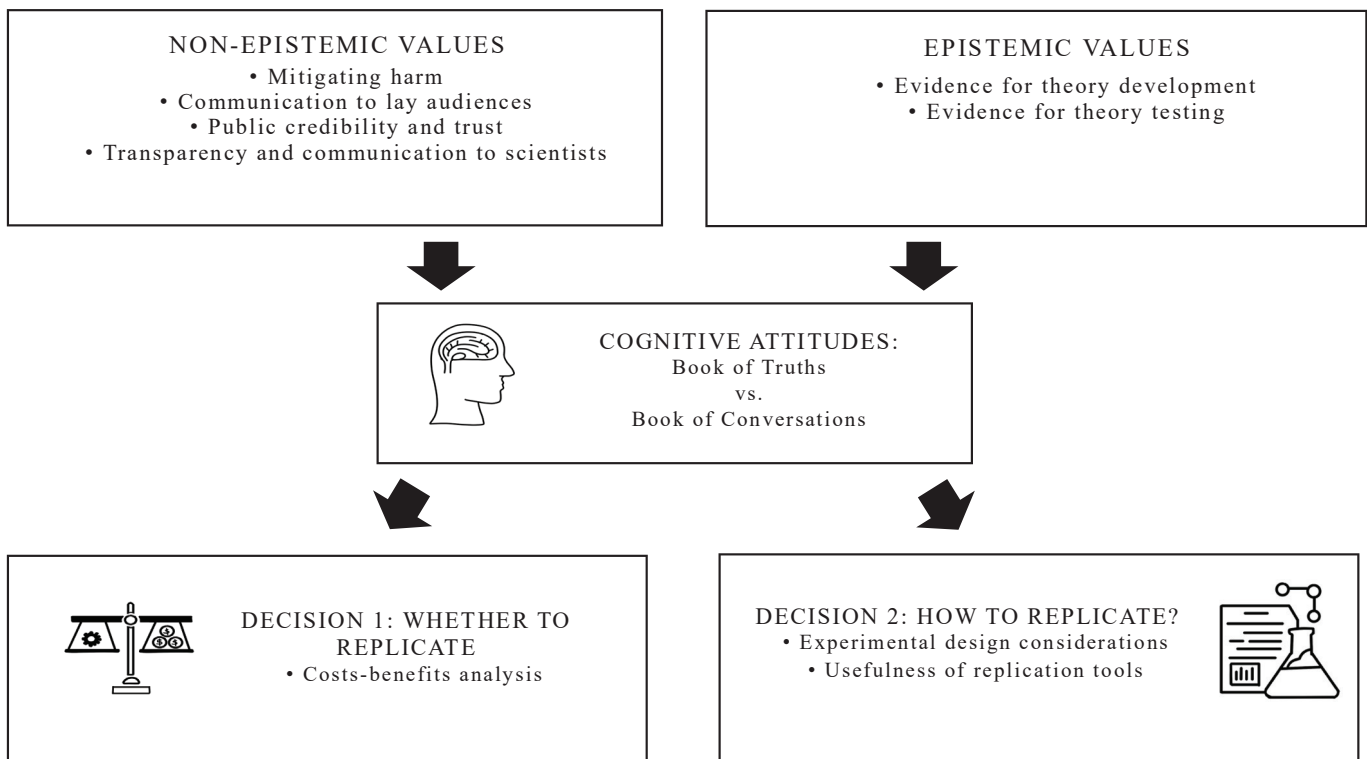 NON-EPISTEMIC VALUES
• Mitigating harm
• Communication to lay audiences
• Public credibility and trust
• Transparency and communication to scientists
EPISTEMIC VALUES
• Evidence for theory development
• Evidence for theory testing
COGNITIVE ATTITUDES:
Book of Truths
vs.
Book of Conversations
DECISION 1: WHETHER TO
REPLICATE
• Costs-benefits analysis
DECISION 2: HOW TO REPLICATE?
• Experimental design considerations
• Usefulness of replication tools